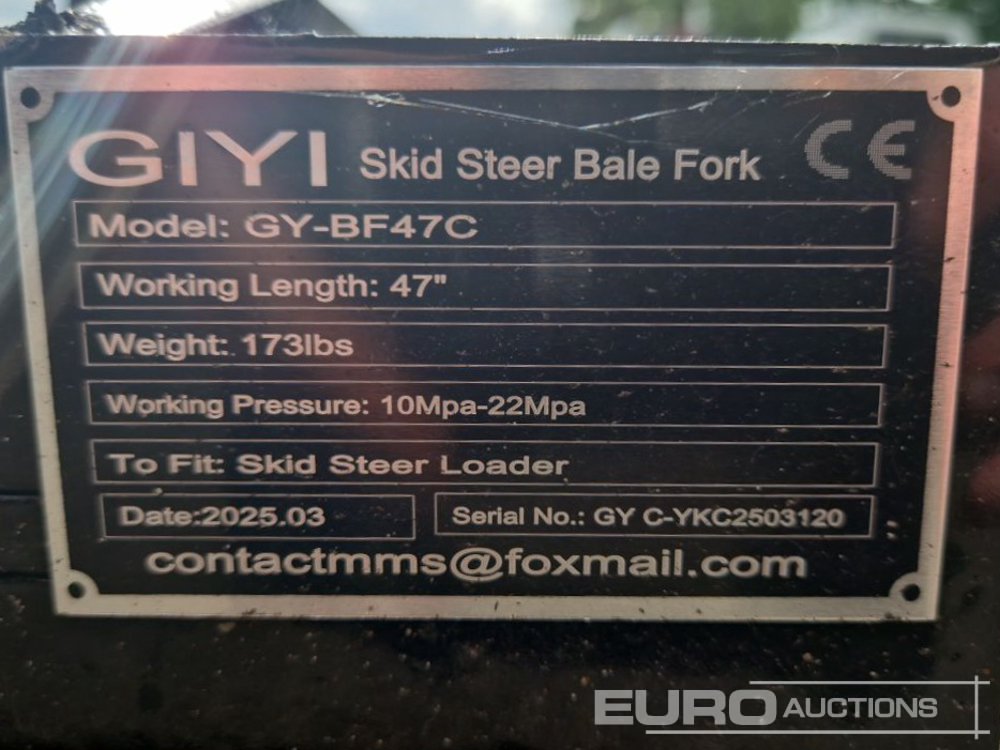 GIYI Skid Steer Bale Fork CE
Model: GY-BF47C
Working Length: 47"
Weight: 173lbs
Working Pressure: 10Mpa-22Mpa
To Fit: Skid Steer Loader
Date:2025.03 Serial No.: GY C-YKC2503120
contactmms@foxmail.com
EURO AUCTIONS